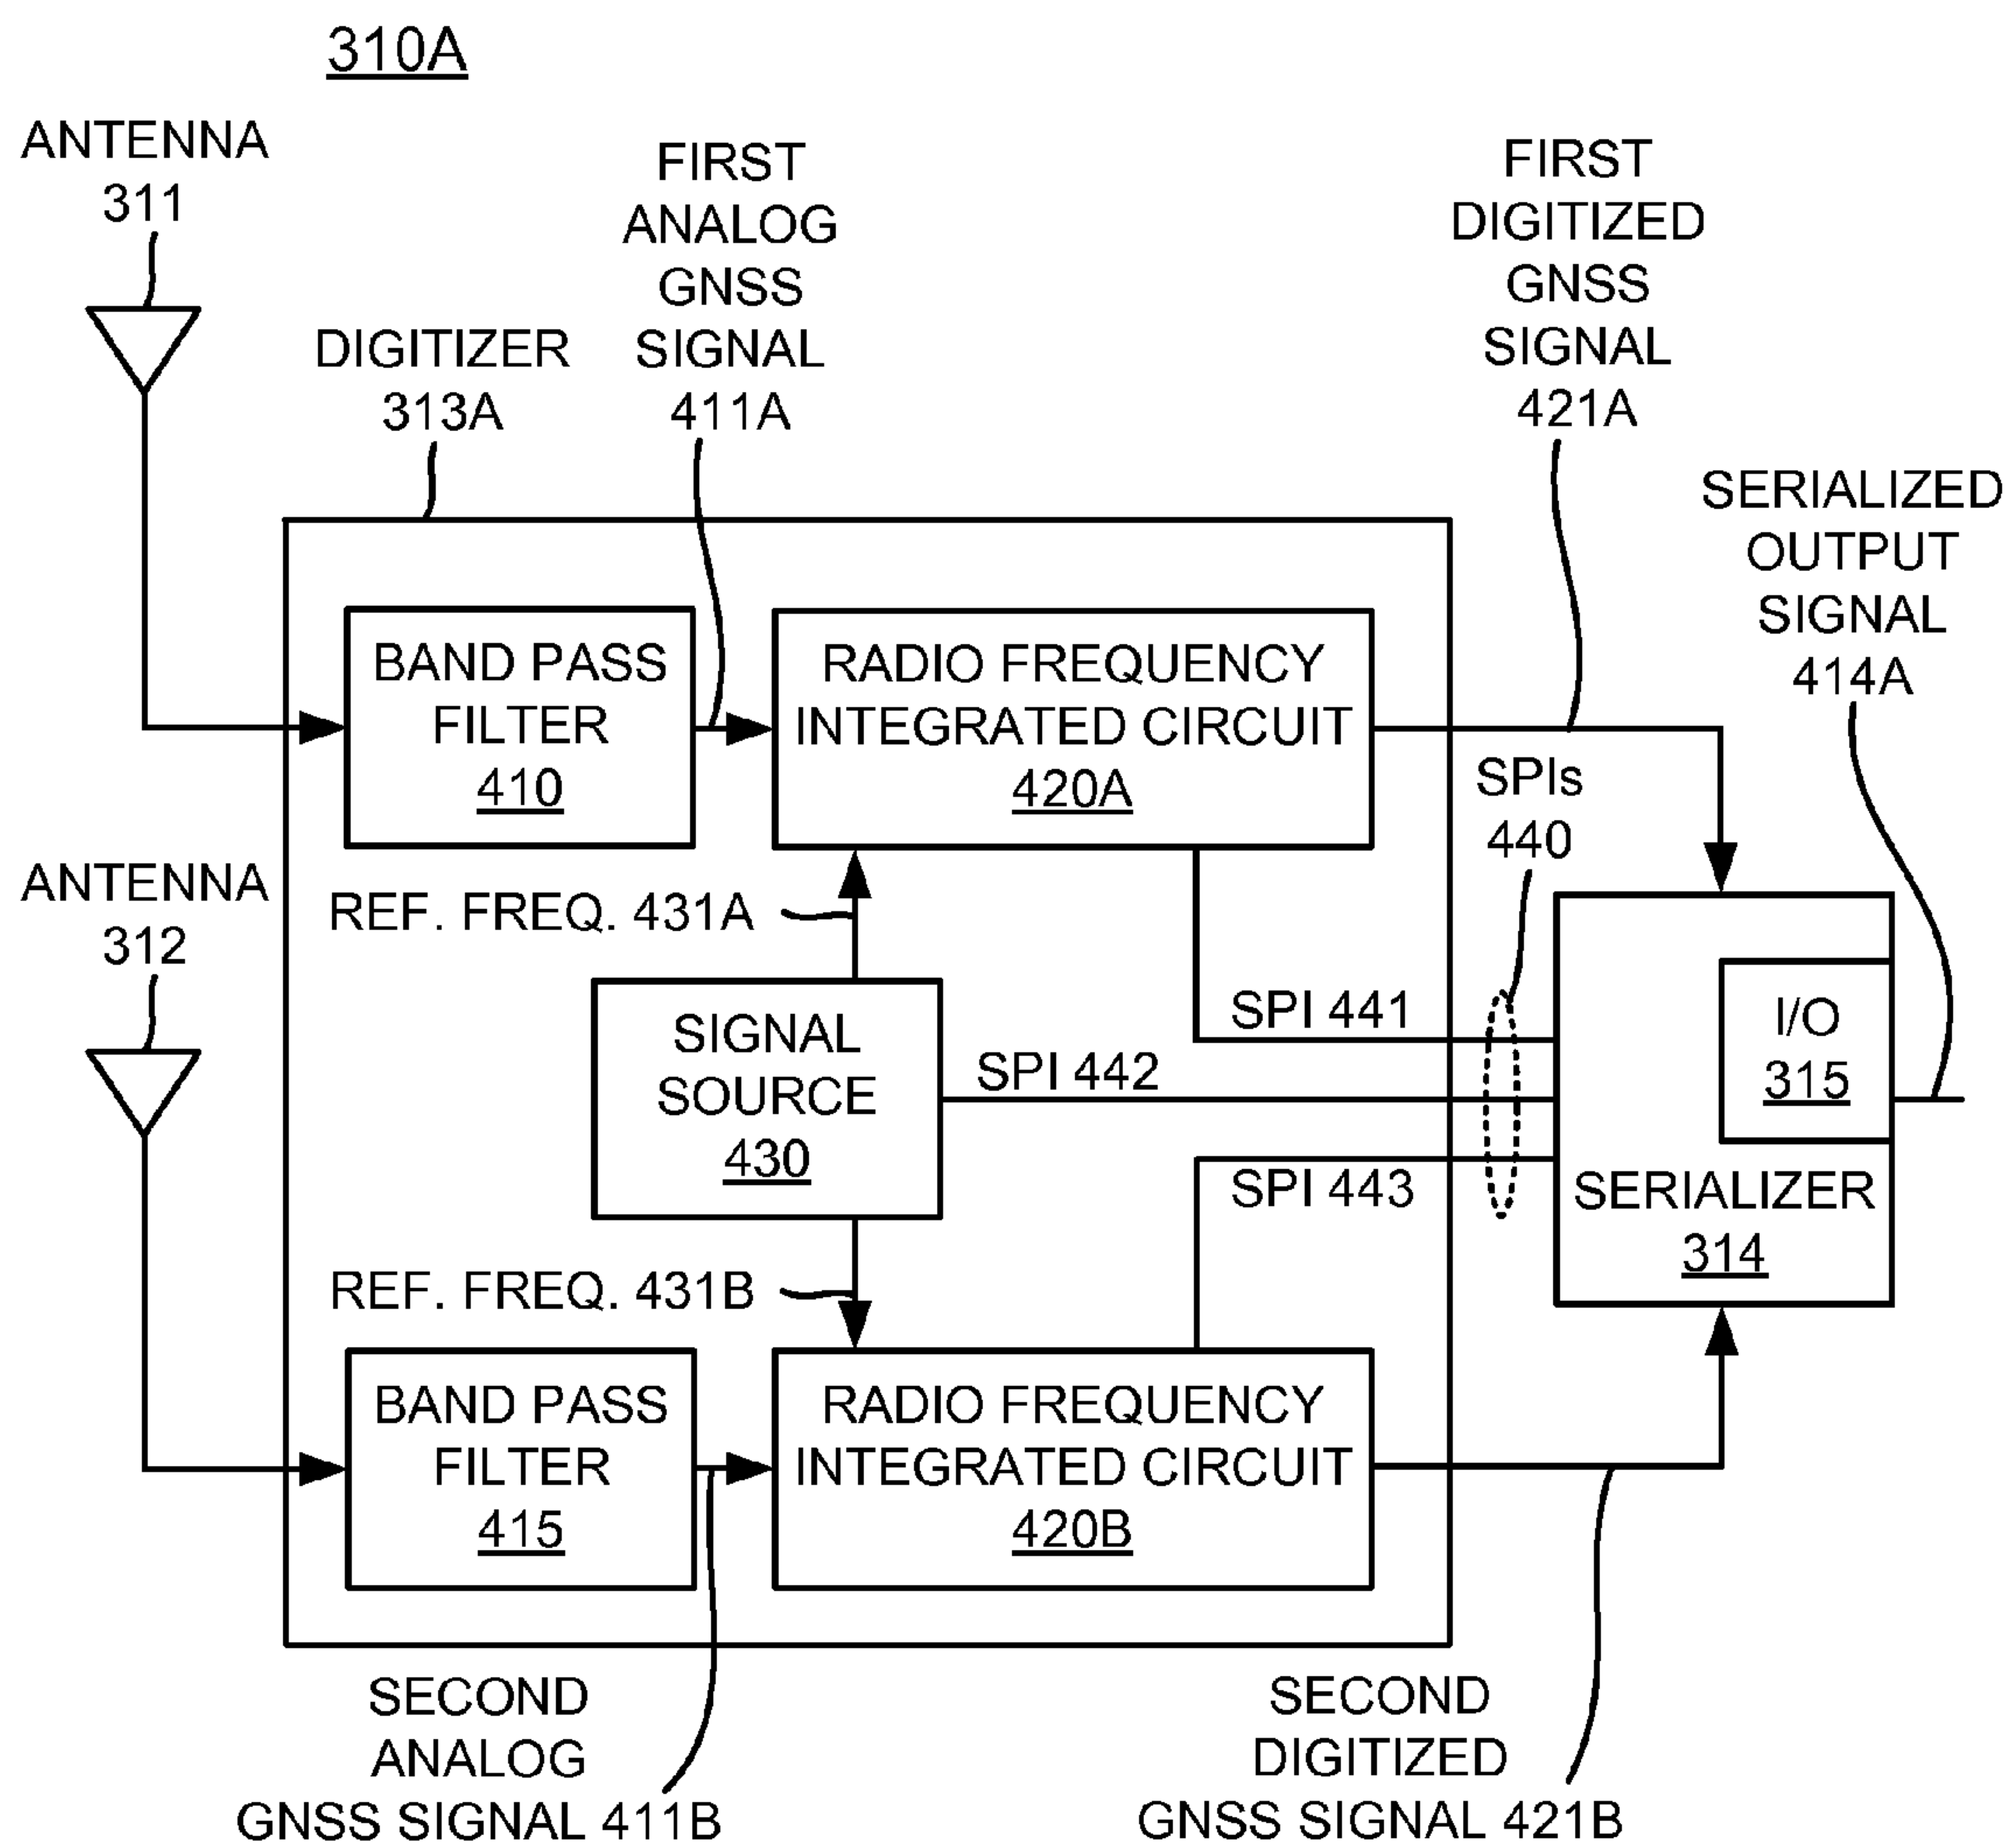 310A
ANTENNA
311
FIRST
ANALOG
GNSS
SIGNAL
411A
FIRST
DIGITIZED
GNSS
SIGNAL
421A
DIGITIZER
313A
SERIALIZED
OUTPUT
SIGNAL
414A
BAND PASS
FILTER
410
RADIO FREQUENCY
INTEGRATED CIRCUIT
420A
SPIs
440
ANTENNA
312
REF. FREQ. 431A
SIGNAL
SOURCE
430
SPI 441
SPI 442
SPI 443
I/O
315
SERIALIZER
314
REF. FREQ. 431B
BAND PASS
FILTER
415
RADIO FREQUENCY
INTEGRATED CIRCUIT
420B
SECOND
ANALOG
GNSS SIGNAL 411B
SECOND
DIGITIZED
GNSS SIGNAL 421B